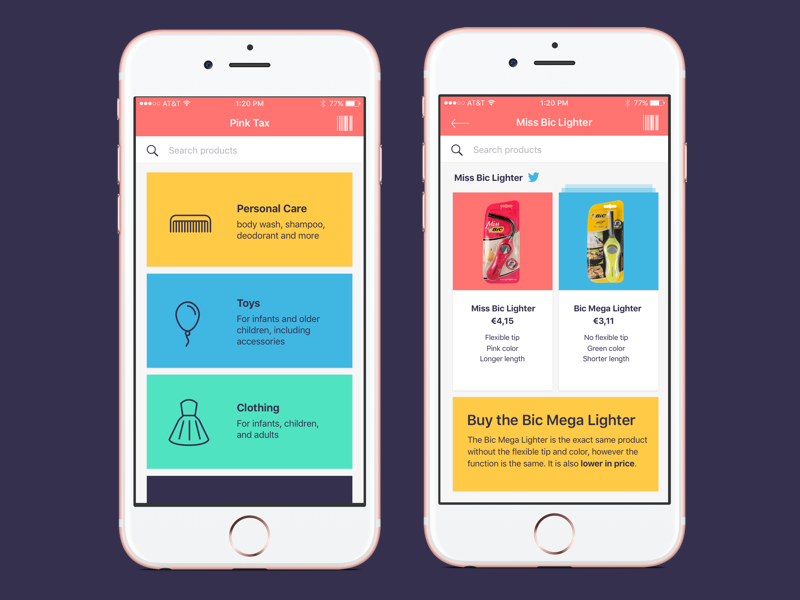 AT&T 1:20 PM 77%
Pink Tax
Search products
Personal Care
body wash, shampoo,
deodorant and more
Toys
For infants and older
children, including
accessories
Clothing
For infants, children,
and adults
AT&T 1:20 PM 77%
Miss Bic Lighter
Search products
Miss Bic Lighter
Miss
BIC
BIC
Miss Bic Lighter
€4,15
Flexible tip
Pink color
Longer length
Bic Mega Lighter
€3,11
No flexible tip
Green color
Shorter length
Buy the Bic Mega Lighter
The Bic Mega Lighter is the exact same product
without the flexible tip and color, however the
function is the same. It is also lower in price.